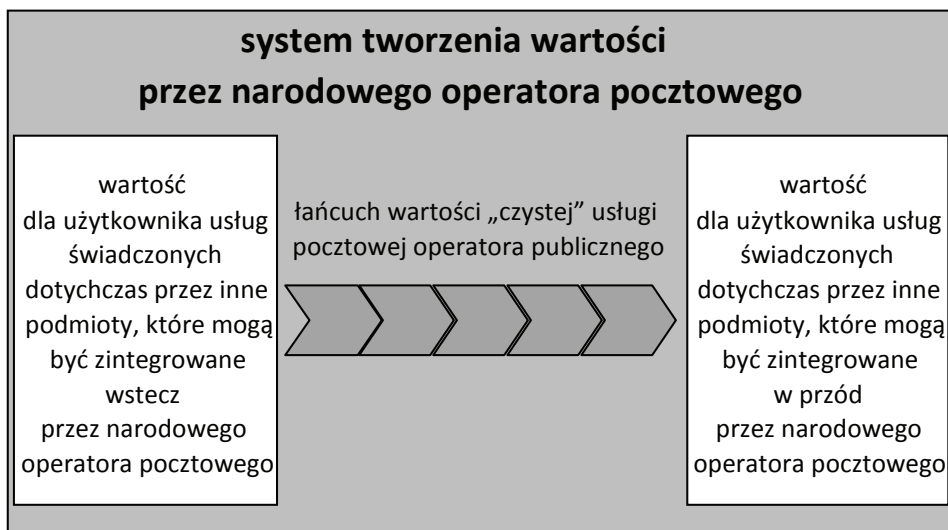 system tworzenia wartości
przez narodowego operatora pocztowego
wartość
dla użytkownika usług
świadczonych
dotychczas przez inne
podmioty, które mogą
być zintegrowane
wstecz
przez narodowego
operatora pocztowego
łańcuch wartości „czystej” usługi
pocztowej operatora publicznego
wartość
dla użytkownika usług
świadczonych
dotychczas przez inne
podmioty, które mogą
być zintegrowane
w przód
przez narodowego
operatora pocztowego